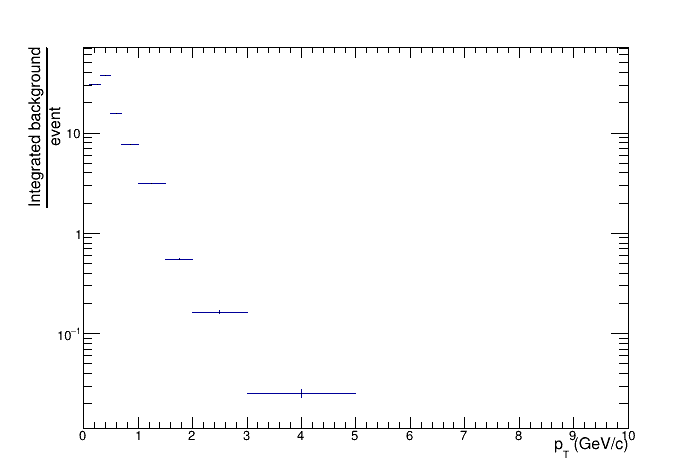 Integrated background
event
10
1
10⁻¹
0 1 2 3 4 5 6 7 8 9 10
p_T (GeV/c)